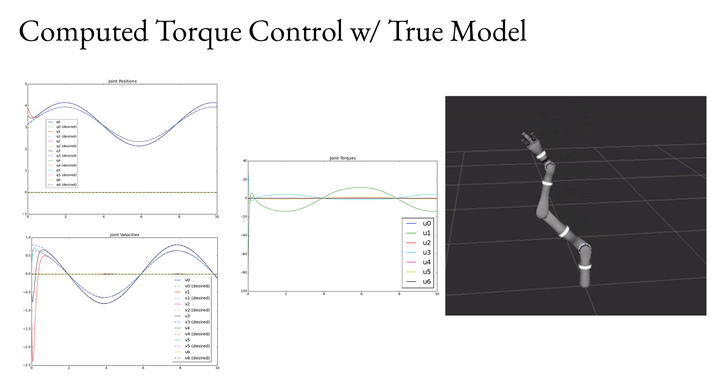 Computed Torque Control w/ True Model
Joint Positions
q0
q0 (desired)
q1
q1 (desired)
q2
q2 (desired)
q3
q3 (desired)
q4
q4 (desired)
q5
q5 (desired)
q6
q6 (desired)
0
2
4
6
8
10
Joint Torques
40
20
0
-20
-40
-60
-80
-100
u0
u1
u2
u3
u4
u5
u6
0
2
4
6
8
10
Joint Velocities
1.0
0.5
0.0
-0.5
-1.0
-1.5
-2.0
-2.5
v0
v0 (desired)
v1
v1 (desired)
v2
v2 (desired)
v3
v3 (desired)
v4
v4 (desired)
v5
v5 (desired)
v6
v6 (desired)
0
2
4
6
8
10